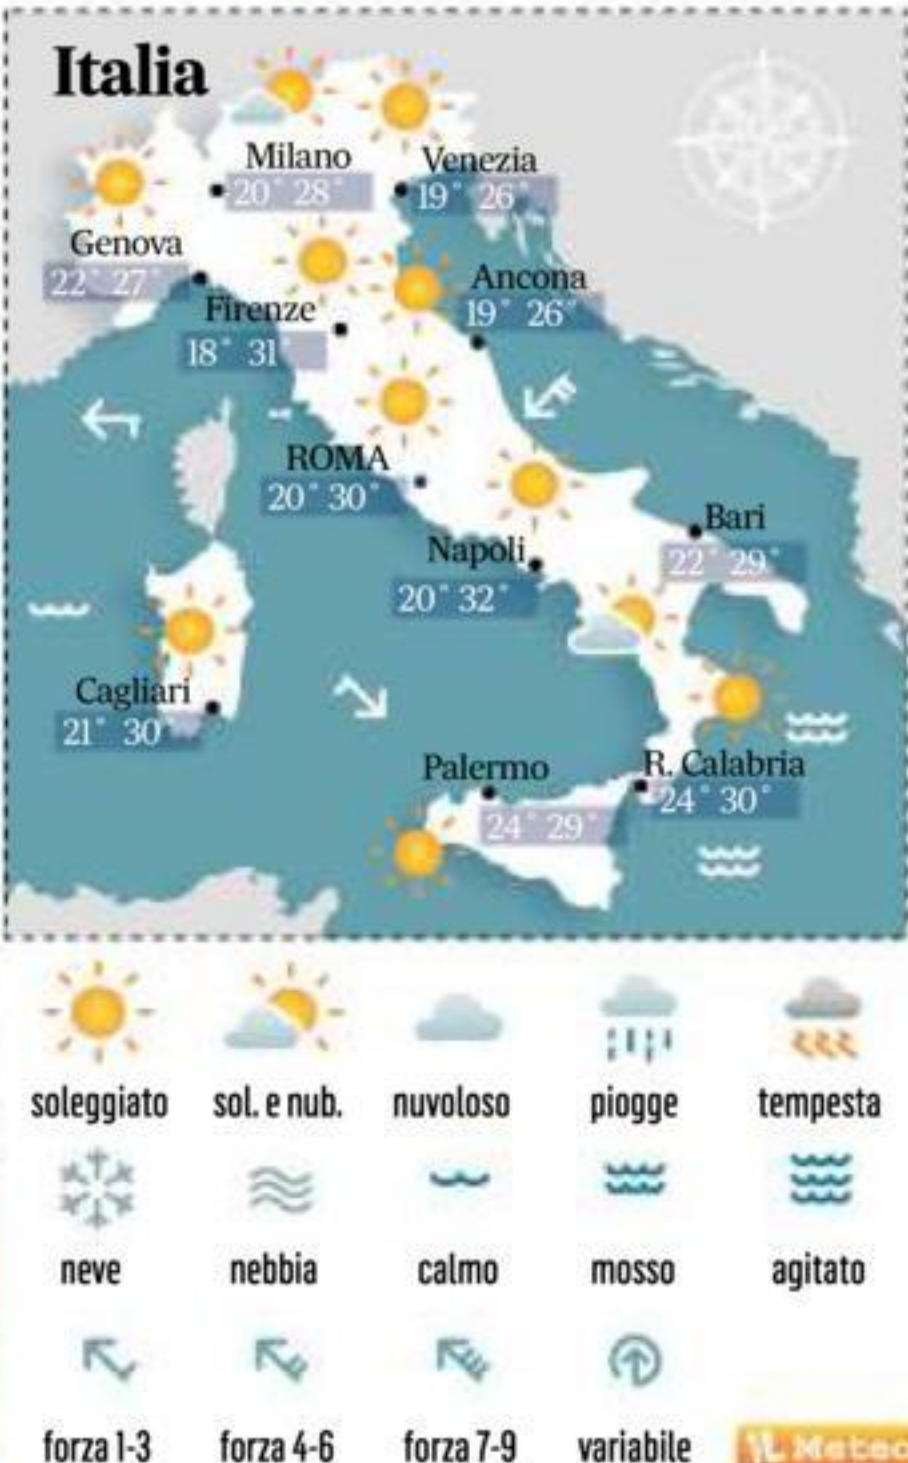 Italia
Milano
20° 28°
Venezia
19° 26°
Genova
22° 27°
Ancona
19° 26°
Firenze
18° 31°
ROMA
20° 30°
Bari
22° 29°
Napoli
20° 32°
Cagliari
21° 30°
Palermo
24° 29°
R. Calabria
24° 30°
soleggiato sol. e nub. nuvoloso piogge tempesta
neve nebbia calmo mosso agitato
forza 1-3 forza 4-6 forza 7-9 variabile
Meteo